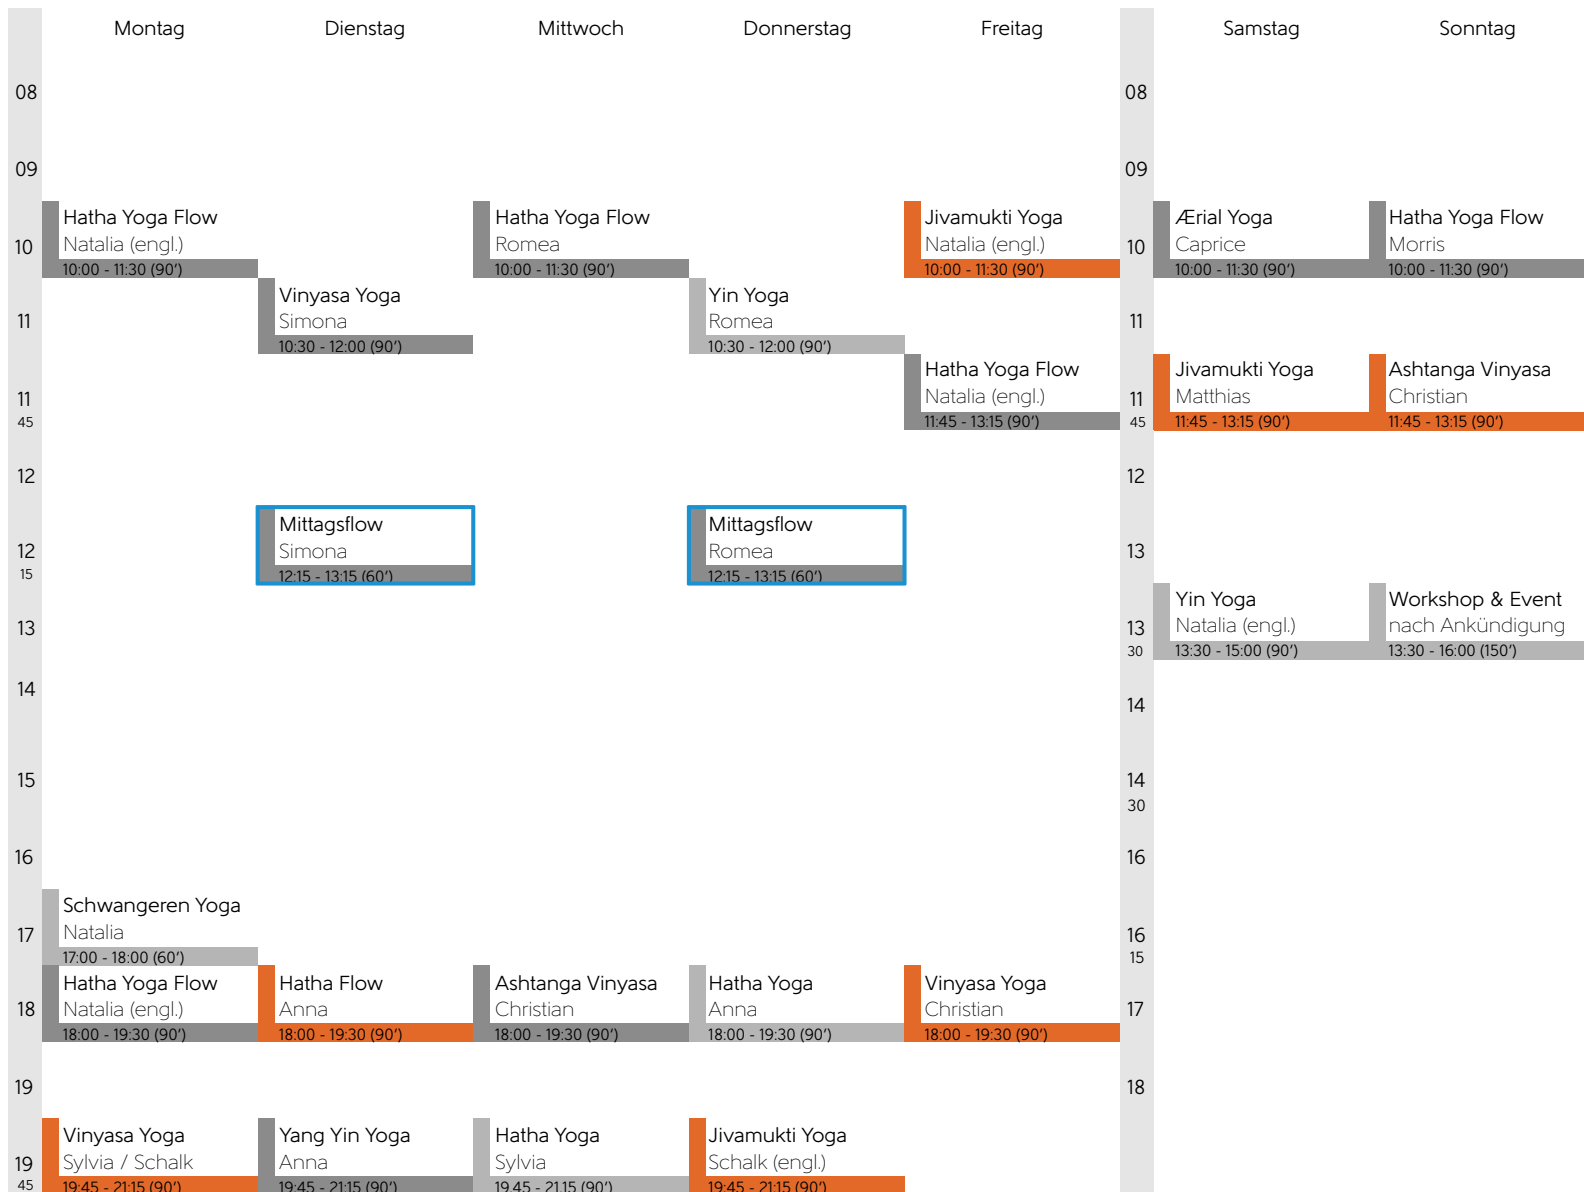 Montag Dienstag Mittwoch Donnerstag Freitag Samstag Sonntag
08 08
09 09
Hatha Yoga Flow Hatha Yoga Flow Jivamukti Yoga Ærial Yoga Hatha Yoga Flow
10 Natalia (engl.) Romea Natalia (engl.) 10 Caprice Morris
10:00 - 11:30 (90') 10:00 - 11:30 (90') 10:00 - 11:30 (90') 10:00 - 11:30 (90') 10:00 - 11:30 (90')
Vinyasa Yoga Yin Yoga
11 Simona Romea 11
10:30 - 12:00 (90') 10:30 - 12:00 (90')
Hatha Yoga Flow Jivamukti Yoga Ashtanga Vinyasa
11 Natalia (engl.) 11 Matthias Christian
45 11:45 - 13:15 (90') 45 11:45 - 13:15 (90') 11:45 - 13:15 (90')
12 12
Mittagsflow Mittagsflow
12 Simona Romea 13
15 12:15 - 13:15 (60') 12:15 - 13:15 (60')
Yin Yoga Workshop & Event
13 13 Natalia (engl.) nach Ankündigung
30 13:30 - 15:00 (90') 13:30 - 16:00 (150')
14 14
15 14
30
16 16
Schwangeren Yoga
17 Natalia 16
17:00 - 18:00 (60') 15
Hatha Yoga Flow Hatha Flow Ashtanga Vinyasa Hatha Yoga Vinyasa Yoga
18 Natalia (engl.) Anna Christian Anna Christian 17
18:00 - 19:30 (90') 18:00 - 19:30 (90') 18:00 - 19:30 (90') 18:00 - 19:30 (90') 18:00 - 19:30 (90')
19 18
Vinyasa Yoga Yang Yin Yoga Hatha Yoga Jivamukti Yoga
19 Sylvia / Schalk Anna Sylvia Schalk (engl.)
45 19:45 - 21:15 (90') 19:45 - 21:15 (90') 19.45 - 21.15 (90') 19:45 - 21:15 (90')